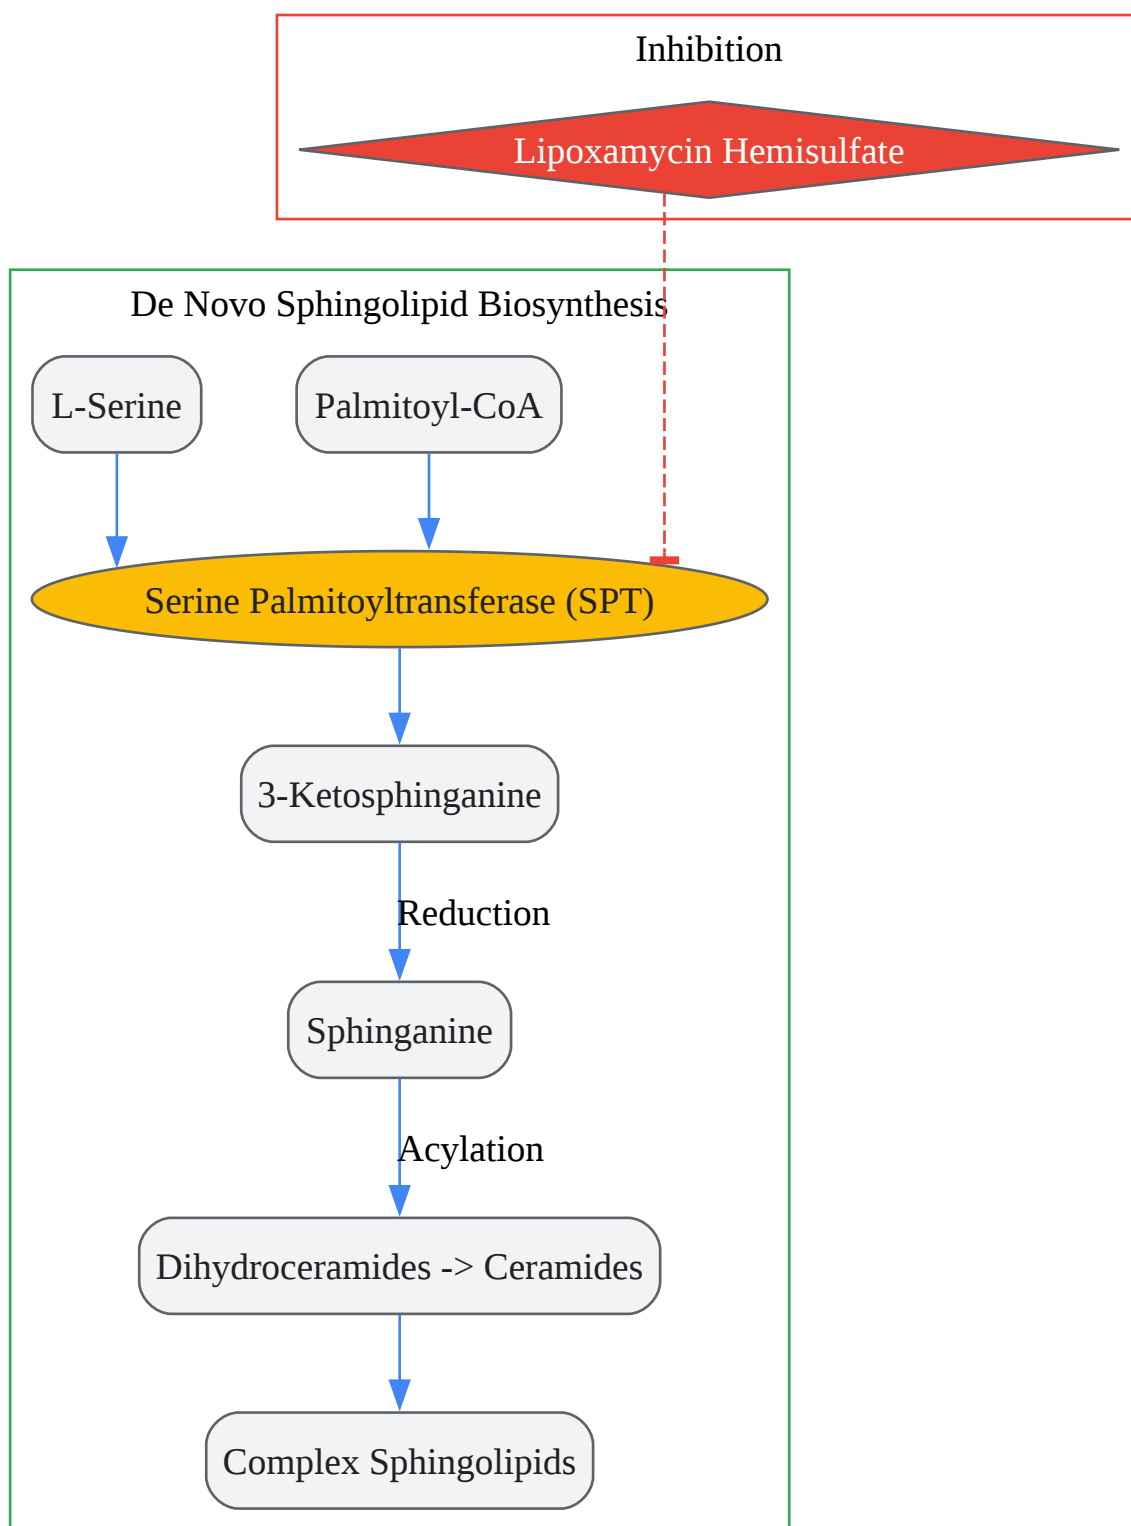 Inhibition
Lipoxamycin Hemisulfate
De Novo Sphingolipid Biosynthesis
L-Serine
Palmitoyl-CoA
Serine Palmitoyltransferase (SPT)
3-Ketosphinganine
Reduction
Sphinganine
Acylation
Dihydroceramides -> Ceramides
Complex Sphingolipids